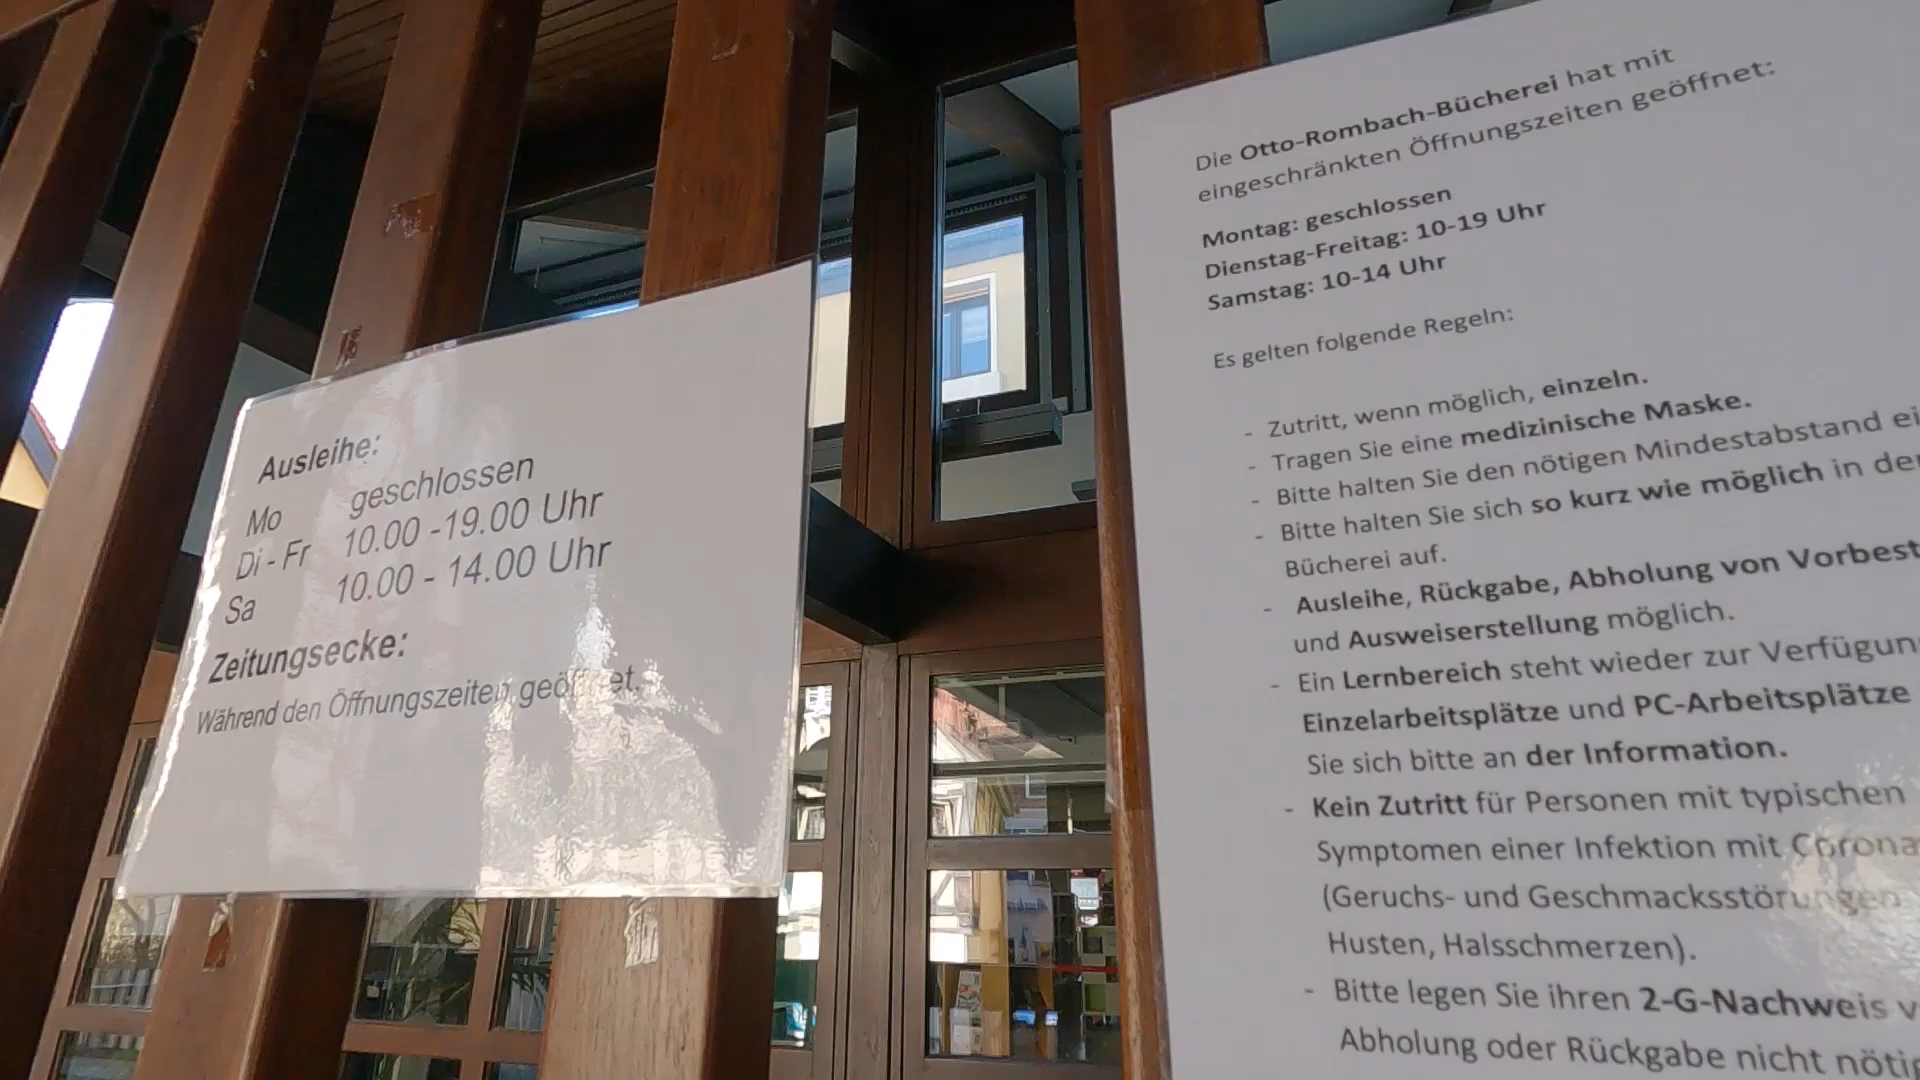 Ausleihe:
Mo geschlossen
Di - Fr 10.00 -19.00 Uhr
Sa 10.00 - 14.00 Uhr
Zeitungsecke:
Während den Öffnungszeiten geöffnet.
Die Otto-Rombach-Bücherei hat mit
eingeschränkten Öffnungszeiten geöffnet:
Montag: geschlossen
Dienstag-Freitag: 10-19 Uhr
Samstag: 10-14 Uhr
Es gelten folgende Regeln:
- Zutritt, wenn möglich, einzeln.
- Tragen Sie eine medizinische Maske.
- Bitte halten Sie den nötigen Mindestabstand
- Bitte halten Sie sich so kurz wie möglich in der
Bücherei auf.
- Ausleihe, Rückgabe, Abholung von
und Ausweiserstellung möglich.
- Ein Lernbereich steht wieder zur
Einzelarbeitsplätze und PC-Arbeitsplätze
Sie sich bitte an der Information.
- Kein Zutritt für Personen mit typischen
Symptomen einer Infektion mit Corona
(Geruchs- und Geschmacksstörungen
Husten, Halsschmerzen).
- Bitte legen Sie ihren 2-G-Nachweis
Abholung oder Rückgabe nicht